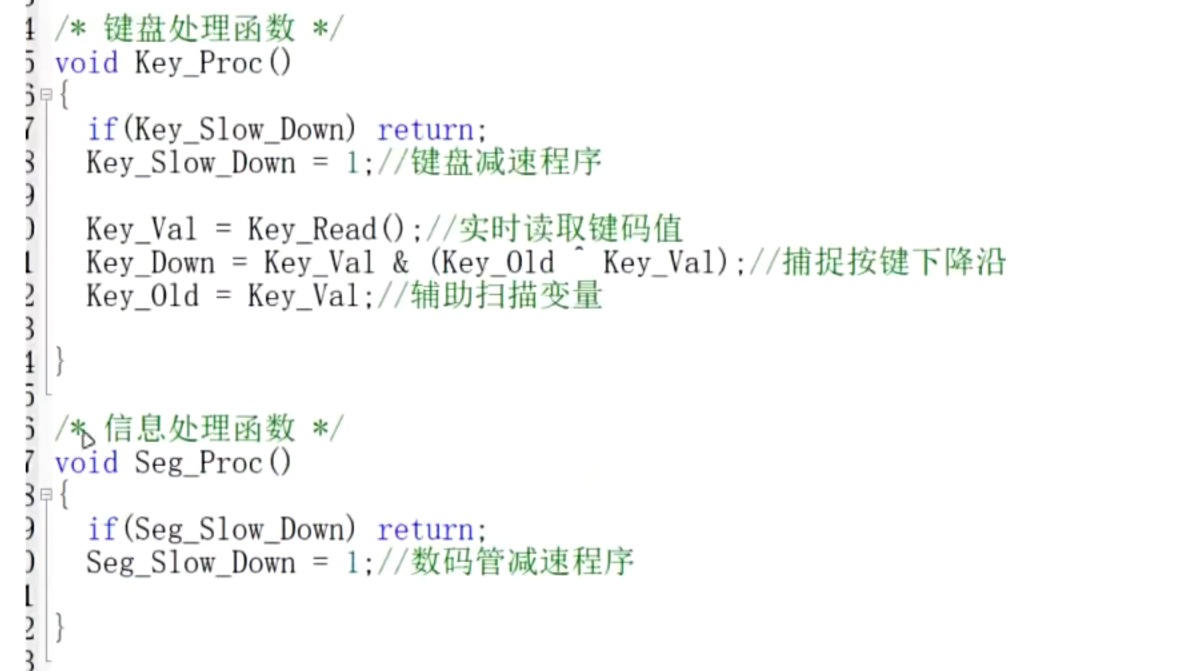 4 /* 键盘处理函数 */
5 void Key_Proc()
6 {
7 if(Key_Slow_Down) return;
8 Key_Slow_Down = 1;//键盘减速程序
9
0 Key_Val = Key_Read();//实时读取键码值
1 Key_Down = Key_Val & (Key_Old ^ Key_Val);//捕捉按键下降沿
2 Key_Old = Key_Val;//辅助扫描变量
3
4 }
5
6 /* 信息处理函数 */
7 void Seg_Proc()
8 {
9 if(Seg_Slow_Down) return;
0 Seg_Slow_Down = 1;//数码管减速程序
1
2 }
3